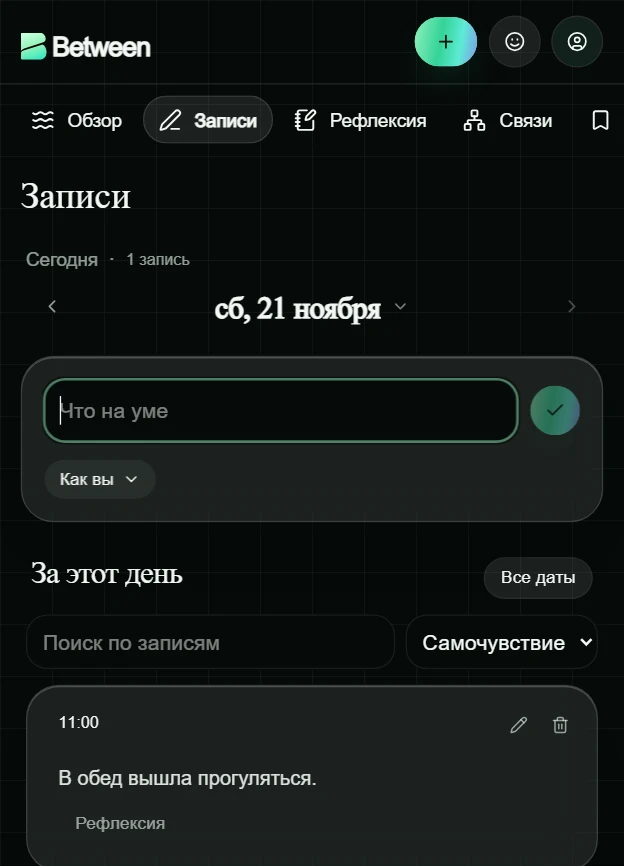 Between
Обзор Записи Рефлексия Связи
Записи
Сегодня · 1 запись
сб, 21 ноября
Что на уме
Как вы
За этот день
Все даты
Поиск по записям
Самочувствие
11:00
В обед вышла прогуляться.
Рефлексия